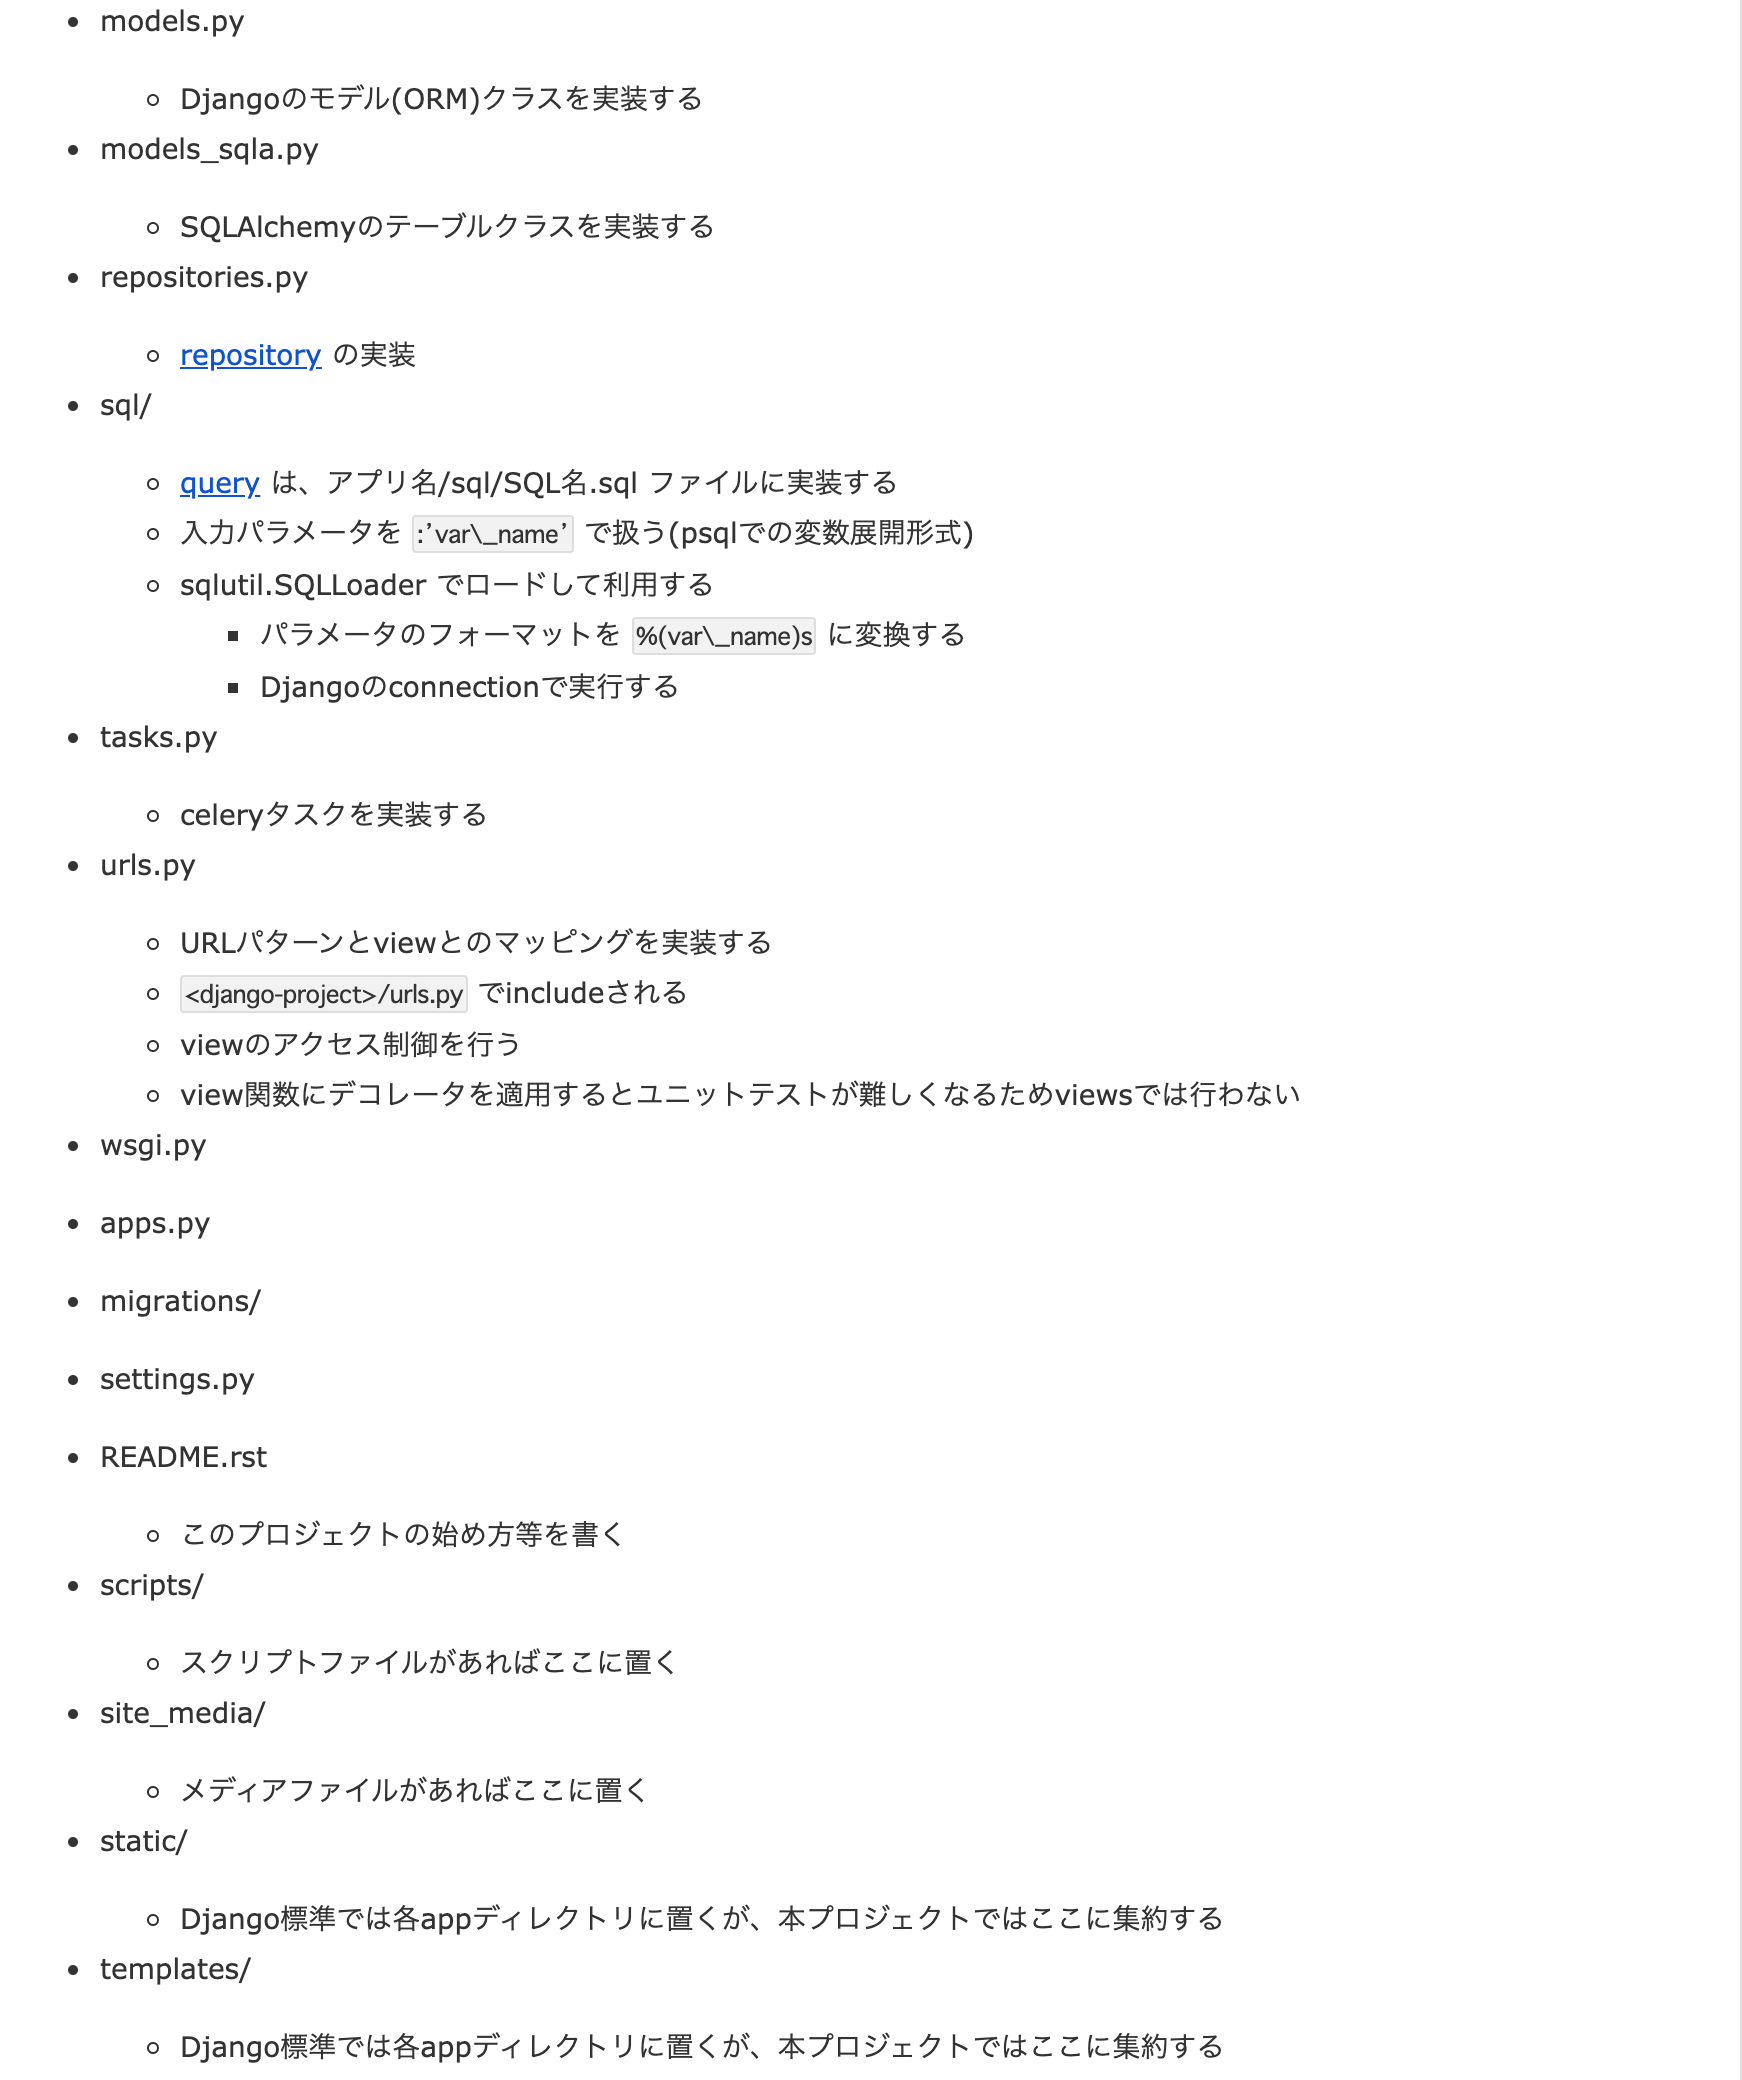 models.py
Djangoのモデル(ORM)クラスを実装する
models_sqla.py
SQLAlchemyのテーブルクラスを実装する
repositories.py
repository の実装
sql/
query は、アプリ名/sql/SQL名.sql ファイルに実装する
入力パラメータを :’var\_name’ で扱う(psqlでの変数展開形式)
sqlutil.SQLLoader でロードして利用する
パラメータのフォーマットを %(var\_name)s に変換する
Djangoのconnectionで実行する
tasks.py
celeryタスクを実装する
urls.py
URLパターンとviewとのマッピングを実装する
<django-project>/urls.py でincludeされる
viewのアクセス制御を行う
view関数にデコレータを適用するとユニットテストが難しくなるためviewsでは行わない
wsgi.py
apps.py
migrations/
settings.py
README.rst
このプロジェクトの始め方等を書く
scripts/
スクリプトファイルがあればここに置く
site_media/
メディアファイルがあればここに置く
static/
Django標準では各appディレクトリに置くが、本プロジェクトではここに集約する
templates/
Django標準では各appディレクトリに置くが、本プロジェクトではここに集約する